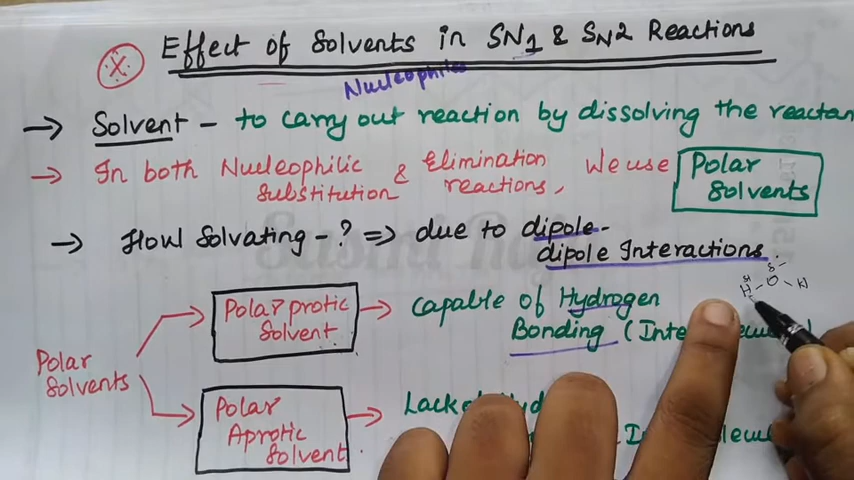 X Effect of Solvents in SN1 & SN2 Reactions
Nucleophiles
→ Solvent - to carry out reaction by dissolving the reactan
→ In both Nucleophilic substitution & Elimination reactions, We use Polar Solvents
→ How Solvating - ? ⇒ due to dipole-
dipole Interactions.
δ-
δ+
H - O - H
Polar protic Solvent → capable of Hydrogen
Bonding (Inte
Polar Solvents
Polar Aprotic Solvent → Lack of